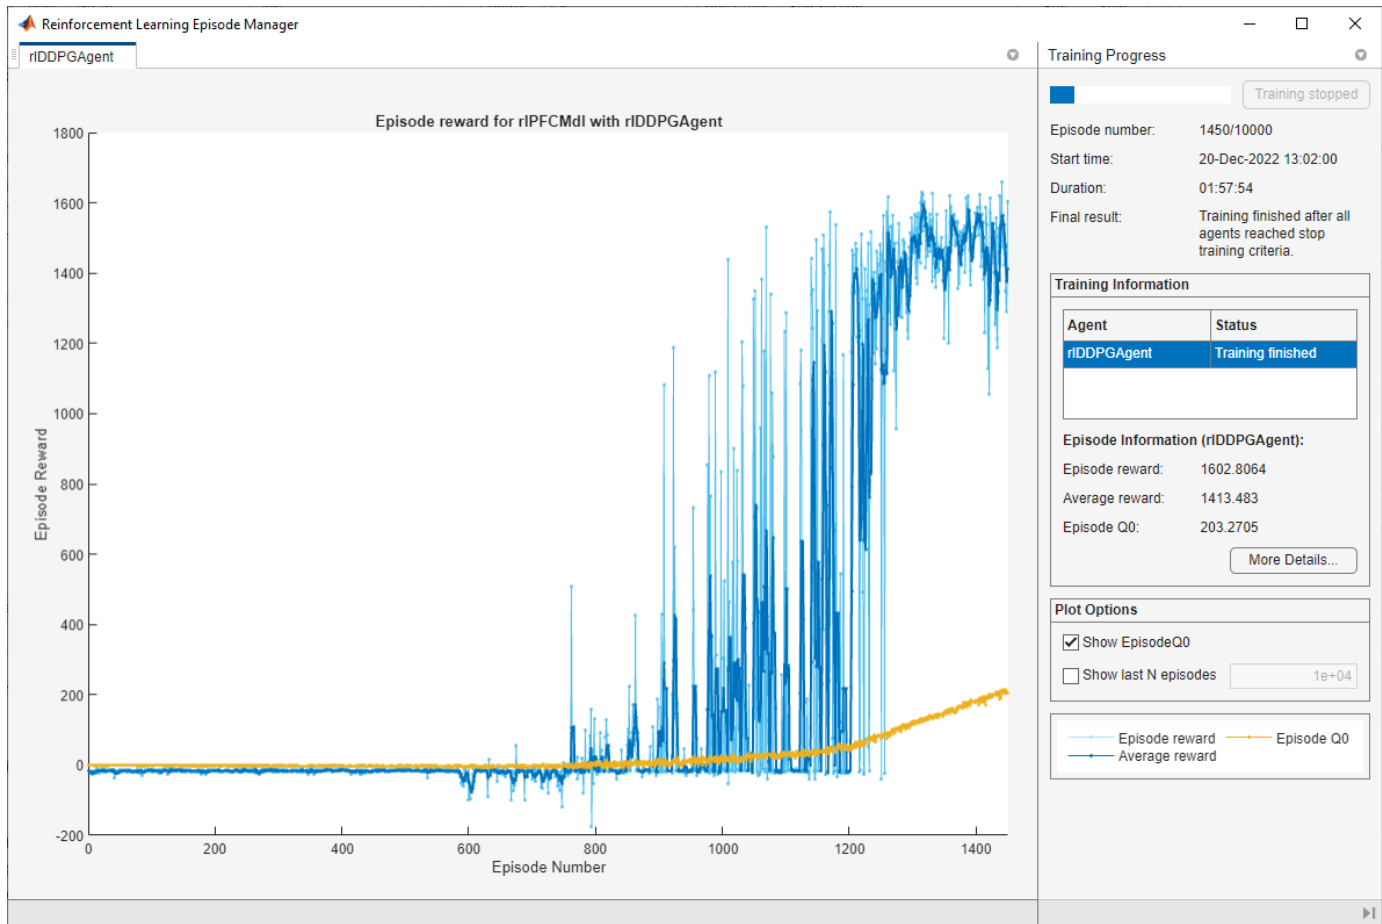 Reinforcement Learning Episode Manager
rlDDPGAgent
Episode reward for rlPFCMdl with rlDDPGAgent
1800
1600
1400
1200
1000
800
600
400
200
0
-200
0 200 400 600 800 1000 1200 1400
Episode Reward
Episode Number
Training Progress
Training stopped
Episode number: 1450/10000
Start time: 20-Dec-2022 13:02:00
Duration: 01:57:54
Final result: Training finished after all
agents reached stop
training criteria.
Training Information
Agent Status
rlDDPGAgent Training finished
Episode Information (rlDDPGAgent):
Episode reward: 1602.8064
Average reward: 1413.483
Episode Q0: 203.2705
More Details...
Plot Options
Show EpisodeQ0
Show last N episodes 1e+04
Episode reward Episode Q0
Average reward